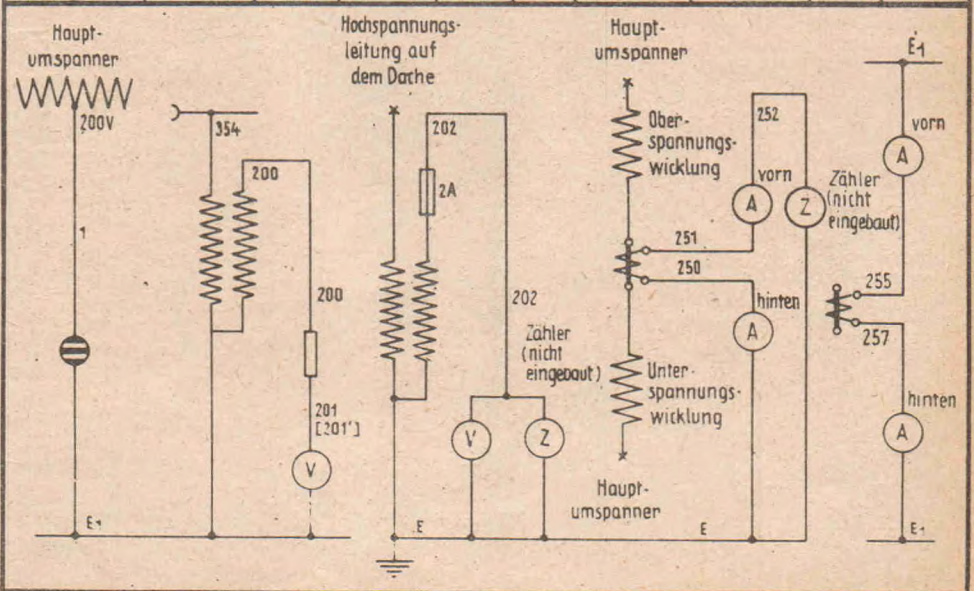 Haupt-
umspanner
200V
1
E1
354
200
200
201
[201']
V
Hochspannungs-
leitung auf
dem Dache
202
2A
202
Zähler
(nicht
eingebaut)
V
Z
E
Haupt-
umspanner
Ober-
spannungs-
wicklung
252
vorn
A
Z
Zähler
(nicht
eingebaut)
251
250
hinten
A
Unter-
spannungs-
wicklung
Haupt-
umspanner
E
E'1
vorn
A
255
257
hinten
A
E1